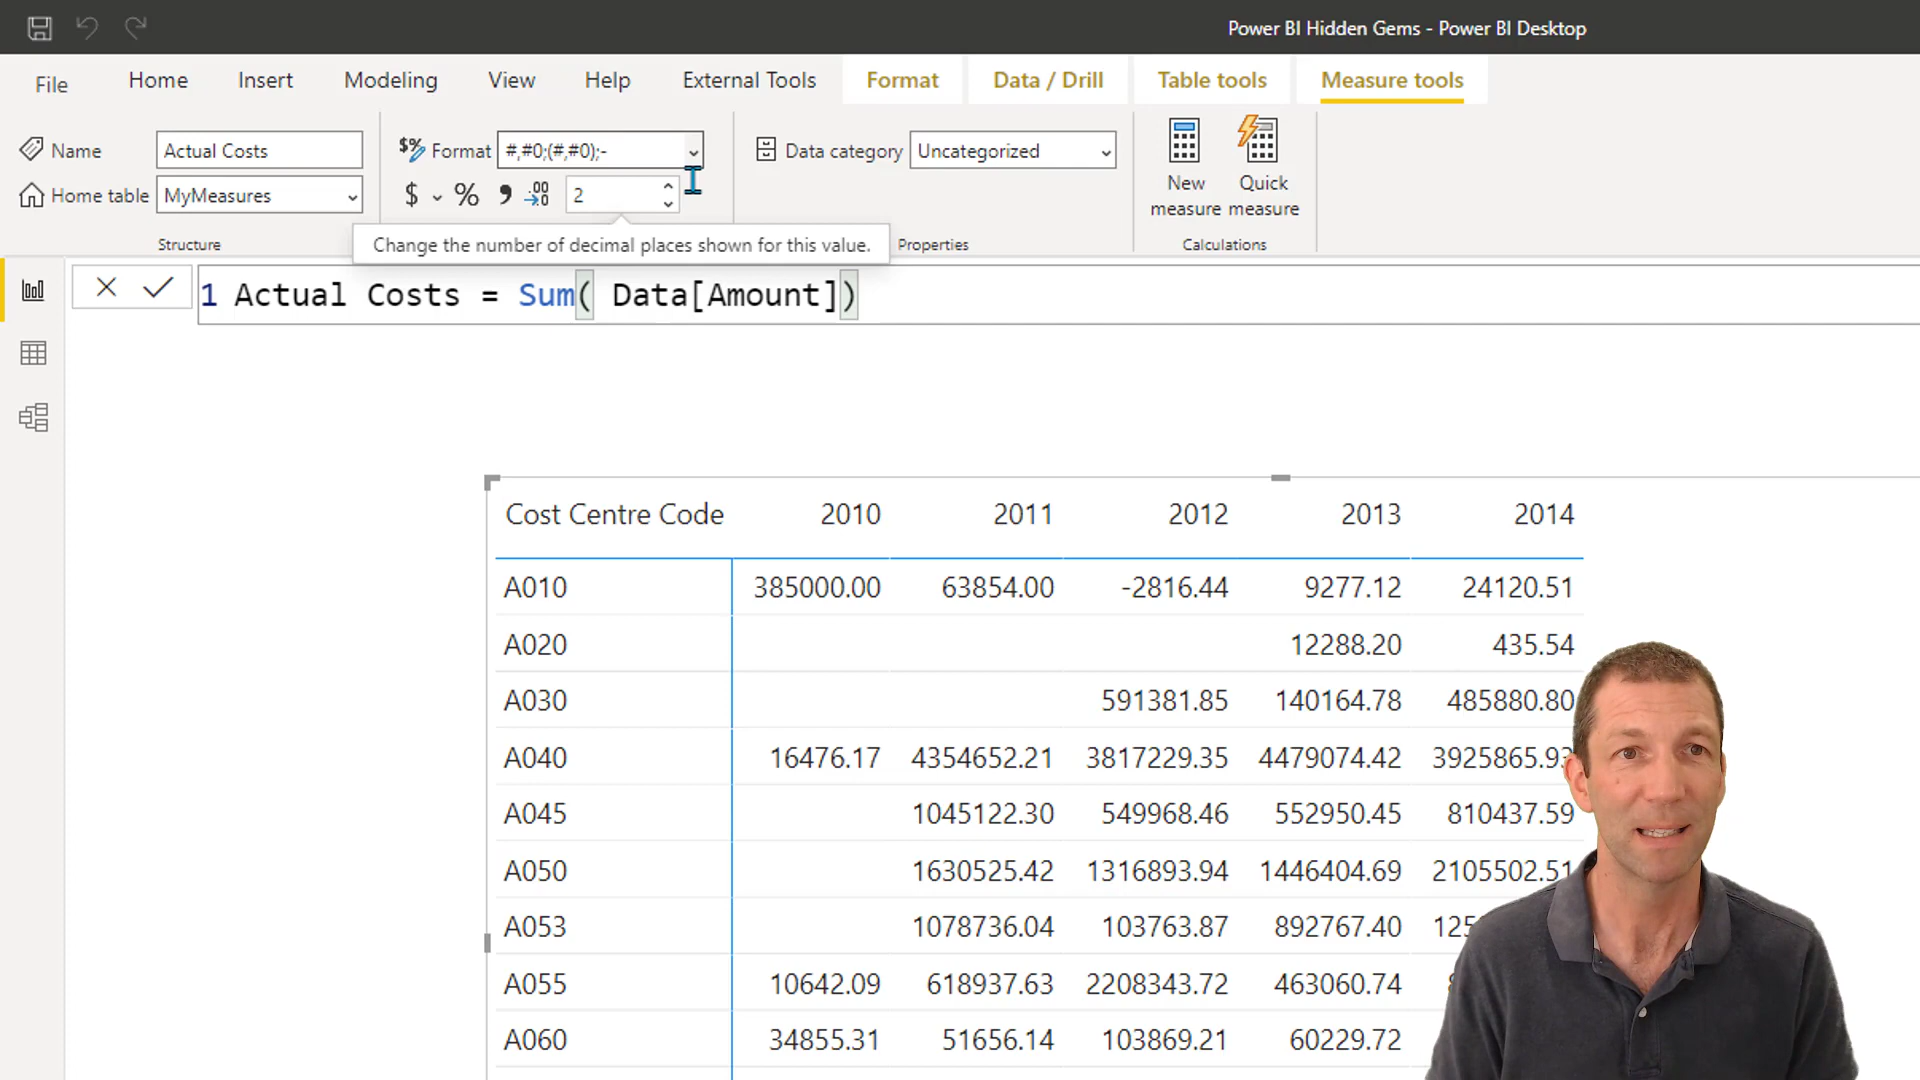 Power BI Hidden Gems - Power BI Desktop
File Home Insert Modeling View Help External Tools Format Data / Drill Table tools Measure tools
Name Actual Costs $% Format #,#0;(#,#0);- Data category Uncategorized
Home table MyMeasures $ % , .00 2
New measure
Quick measure
Structure Properties Calculations
Change the number of decimal places shown for this value.
1 Actual Costs = Sum( Data[Amount])
Cost Centre Code 2010 2011 2012 2013 2014
A010 385000.00 63854.00 -2816.44 9277.12 24120.51
A020 12288.20 435.54
A030 591381.85 140164.78 485880.80
A040 16476.17 4354652.21 3817229.35 4479074.42 3925865.93
A045 1045122.30 549968.46 552950.45 810437.59
A050 1630525.42 1316893.94 1446404.69 2105502.51
A053 1078736.04 103763.87 892767.40
A055 10642.09 618937.63 2208343.72 463060.74
A060 34855.31 51656.14 103869.21 60229.72